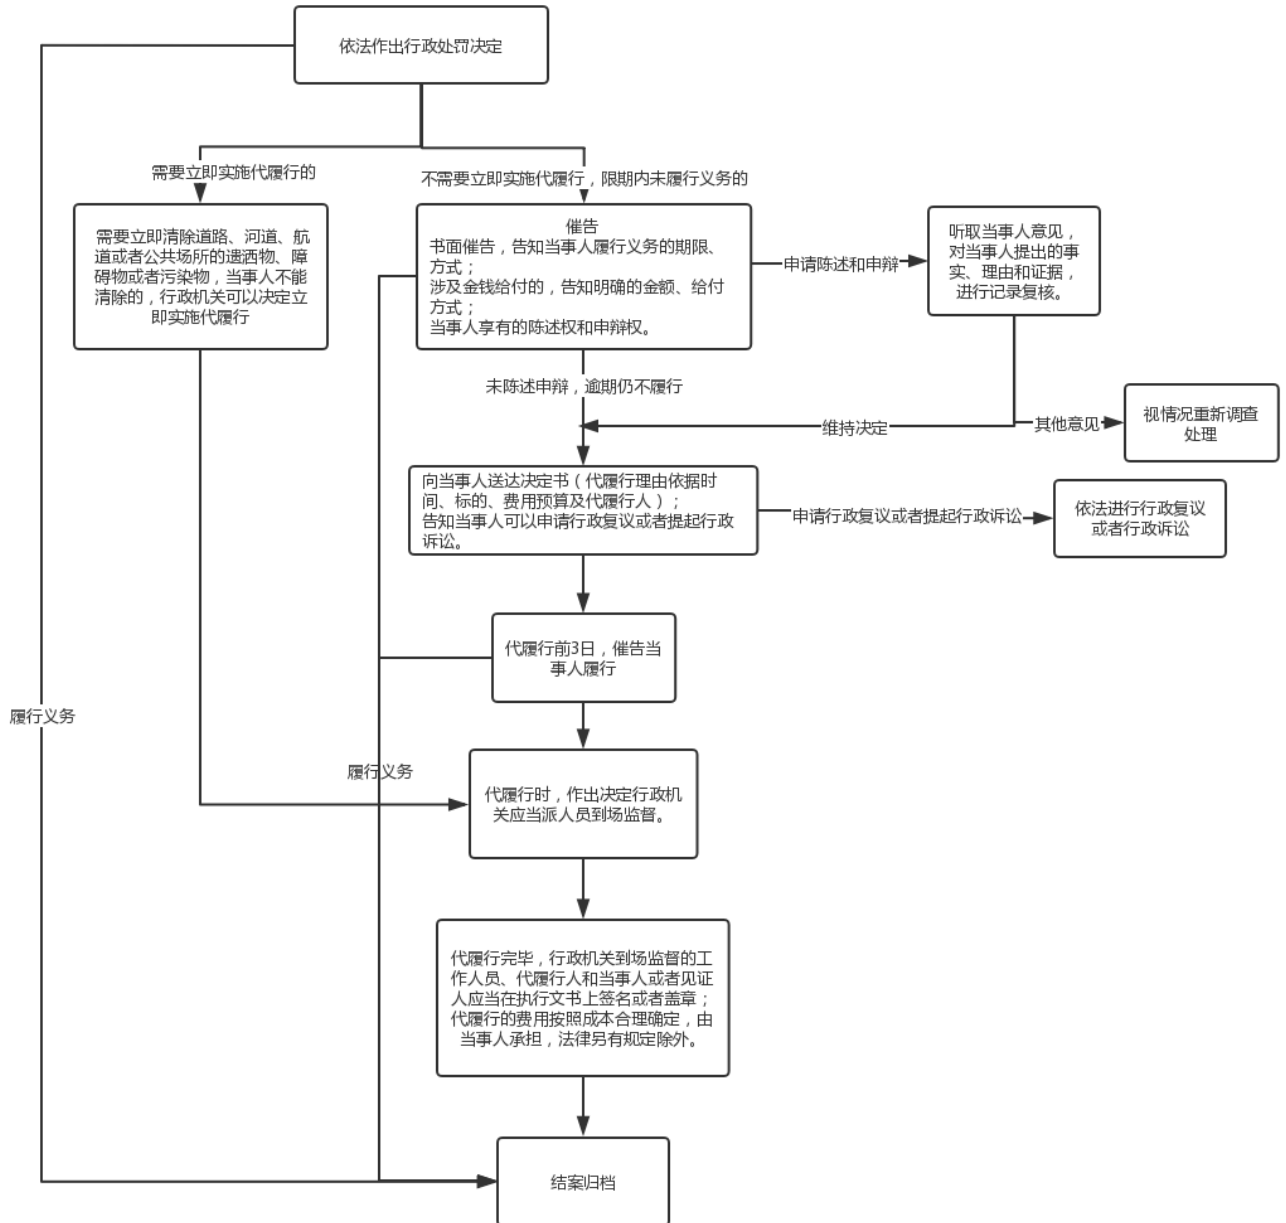 依法作出行政处罚决定
需要立即实施代履行的
不需要立即实施代履行，限期内未履行义务的
需要立即清除道路、河道、航
道或者公共场所的遗洒物、障
碍物或者污染物，当事人不能
清除的，行政机关可以决定立
即实施代履行
催告
书面催告，告知当事人履行义务的期限、
方式；
涉及金钱给付的，告知明确的金额、给付
方式；
当事人享有的陈述权和申辩权。
申请陈述和申辩
听取当事人意见，
对当事人提出的事
实、理由和证据，
进行记录复核。
未陈述申辩，逾期仍不履行
维持决定
其他意见
视情况重新调查
处理
向当事人送达决定书（代履行理由依据时
间、标的、费用预算及代履行人）；
告知当事人可以申请行政复议或者提起行政
诉讼。
申请行政复议或者提起行政诉讼
依法进行行政复议
或者行政诉讼
代履行前3日，催告当
事人履行
履行义务
履行义务
代履行时，作出决定行政机
关应当派人员到场监督。
代履行完毕，行政机关到场监督的工
作人员、代履行人和当事人或者见证
人应当在执行文书上签名或者盖章；
代履行的费用按照成本合理确定，由
当事人承担，法律另有规定除外。
结案归档